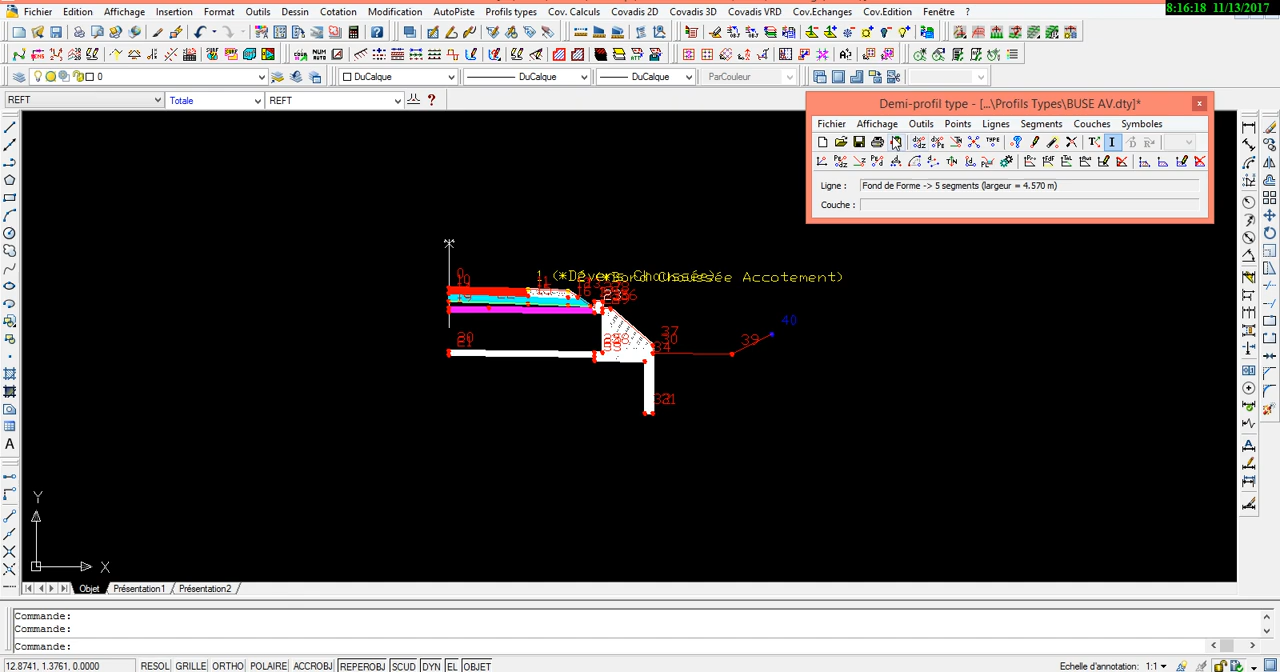 8:16:18 11/13/2017
Fichier Edition Affichage Insertion Format Outils Dessin Cotation Modification AutoPiste Profils types Cov. Calculs Covadis 2D Covadis 3D Covadis VRD Cov.Echanges Cov.Edition Fenêtre ?
0 DuCalque DuCalque DuCalque ParCouleur
REFT Totale REFT
Demi-profil type - [...\Profils Types\BUSE AV.dty]*
Fichier Affichage Outils Points Lignes Segments Couches Symboles
Ligne : Fond de Forme -> 5 segments (largeur = 4.570 m)
Couche :
1
Accotement)
40
37
30
39
34
Y
X
Objet Présentation1 Présentation2
Commande:
Commande:
Commande:
12.8741, 1.3761, 0.0000 RESOL GRILLE ORTHO POLAIRE ACCROBJ REPEROBJ SCUD DYN EL OBJET Echelle d'annotation: 1:1